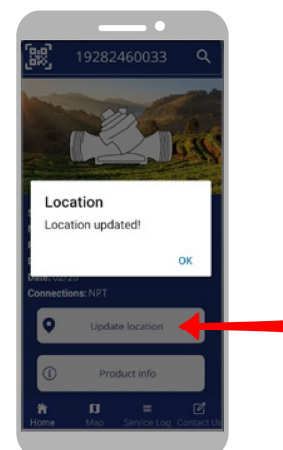 19282460033
Location
Location updated!
OK
Date: 02/20
Connections: NPT
Update location
Product info
Home Map Service Log Contact Us